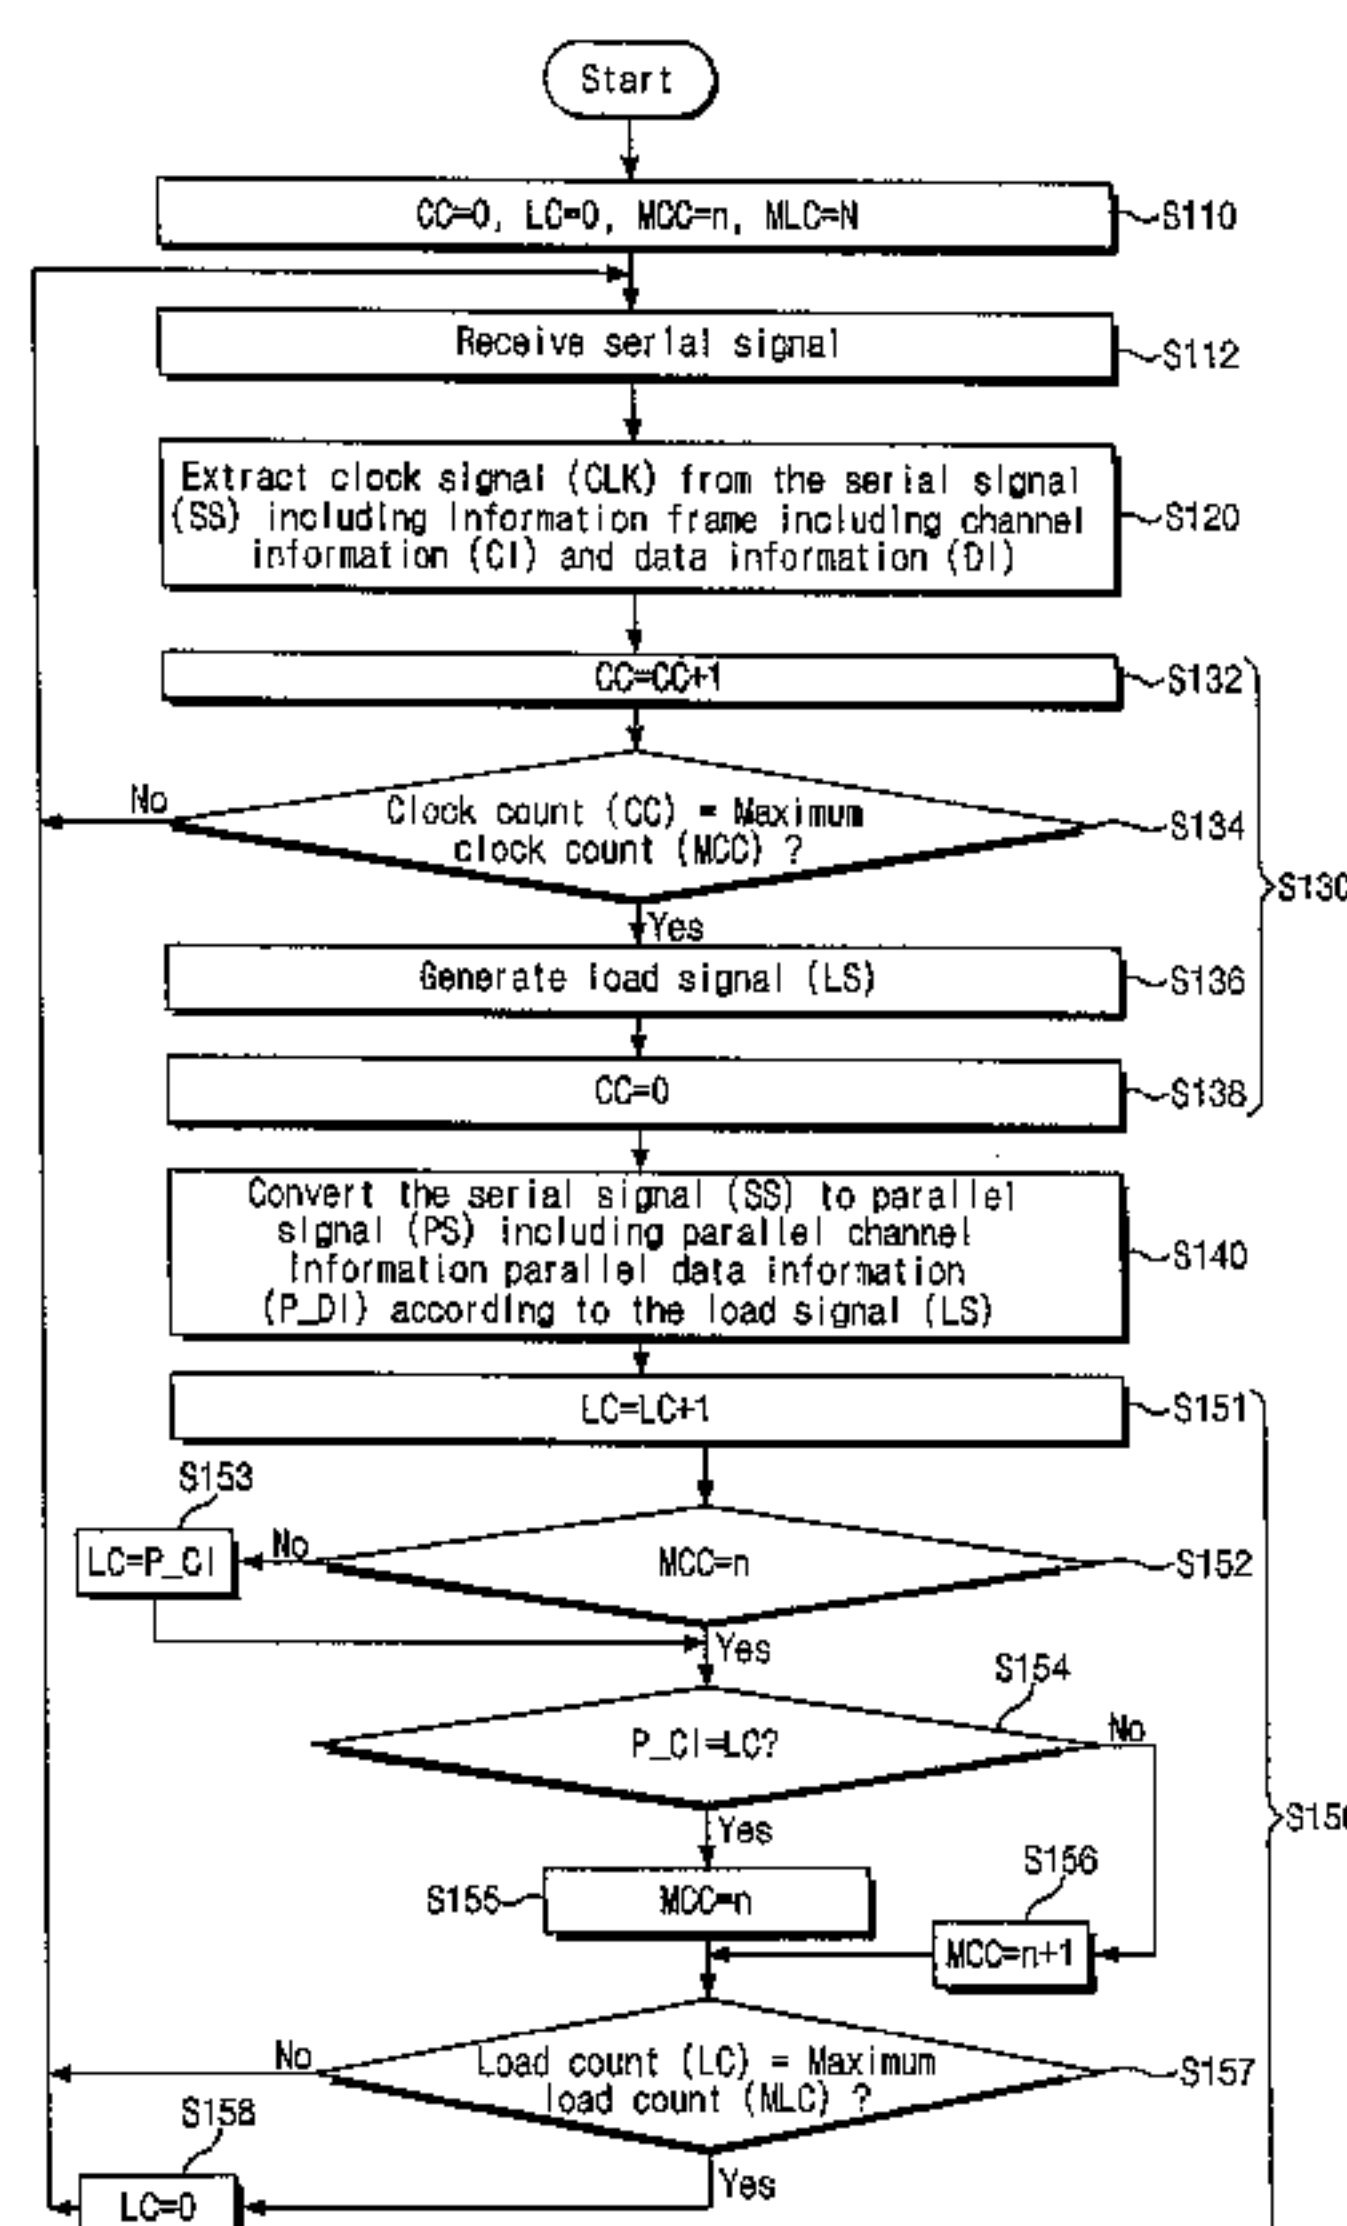 Start
CC=0, LC=0, MCC=n, MLC=N
S110
Receive serial signal
S112
Extract clock signal (CLK) from the serial signal
(SS) including information frame including channel
information (CI) and data information (DI)
S120
CC=CC+1
S132
No
Clock count (CC) = Maximum
clock count (MCC) ?
S134
S130
Yes
Generate load signal (LS)
S136
CC=0
S138
Convert the serial signal (SS) to parallel
signal (PS) including parallel channel
information parallel data information
(P_DI) according to the load signal (LS)
S140
LC=LC+1
S151
S153
LC=P_CI
No
MCC=n
S152
Yes
S154
P_CI=LC?
No
S150
Yes
S155
MCC=n
S156
MCC=n+1
No
Load count (LC) = Maximum
load count (MLC) ?
S157
S158
Yes
LC=0